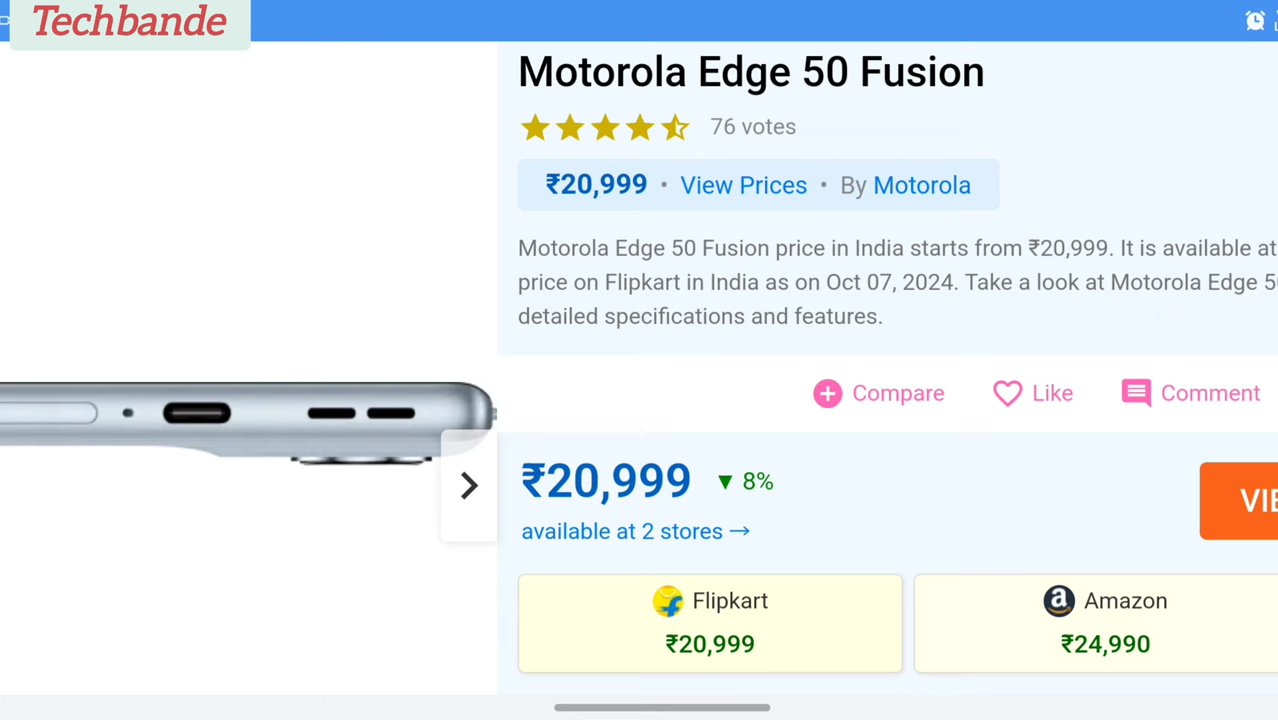 Techbande
Motorola Edge 50 Fusion
76 votes
₹20,999 • View Prices • By Motorola
Motorola Edge 50 Fusion price in India starts from ₹20,999. It is available at
price on Flipkart in India as on Oct 07, 2024. Take a look at Motorola Edge
detailed specifications and features.
Compare Like Comment
₹20,999 ▼ 8%
available at 2 stores →
Flipkart
₹20,999
Amazon
₹24,990